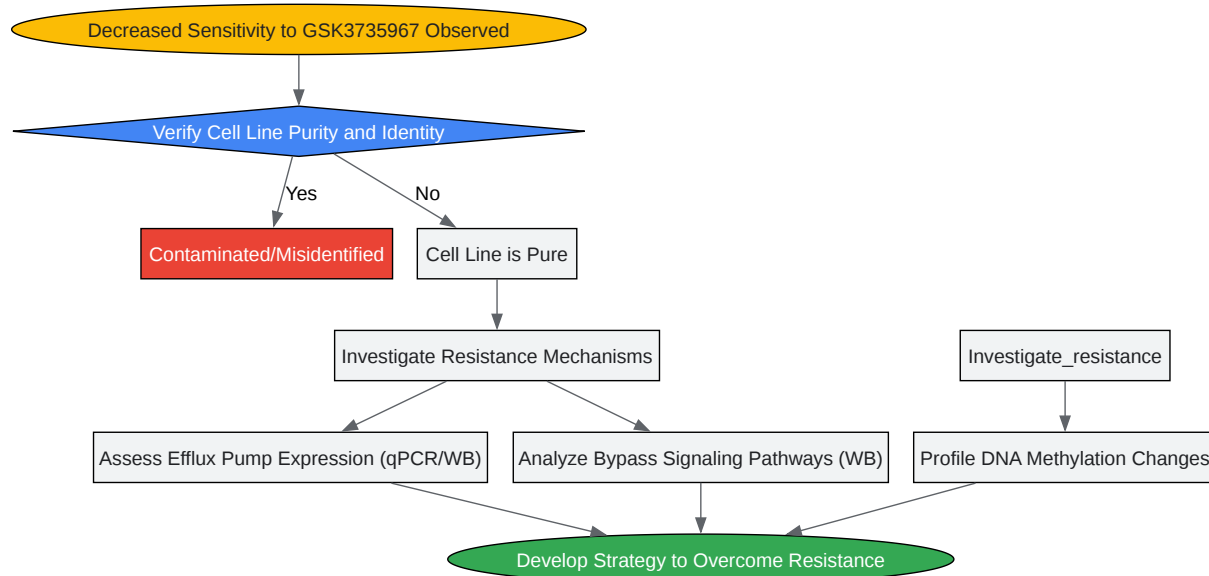 Decreased Sensitivity to GSK3735967 Observed
Verify Cell Line Purity and Identity
Yes
No
Contaminated/Misidentified
Cell Line is Pure
Investigate Resistance Mechanisms
Investigate_resistance
Assess Efflux Pump Expression (qPCR/WB)
Analyze Bypass Signaling Pathways (WB)
Profile DNA Methylation Changes
Develop Strategy to Overcome Resistance